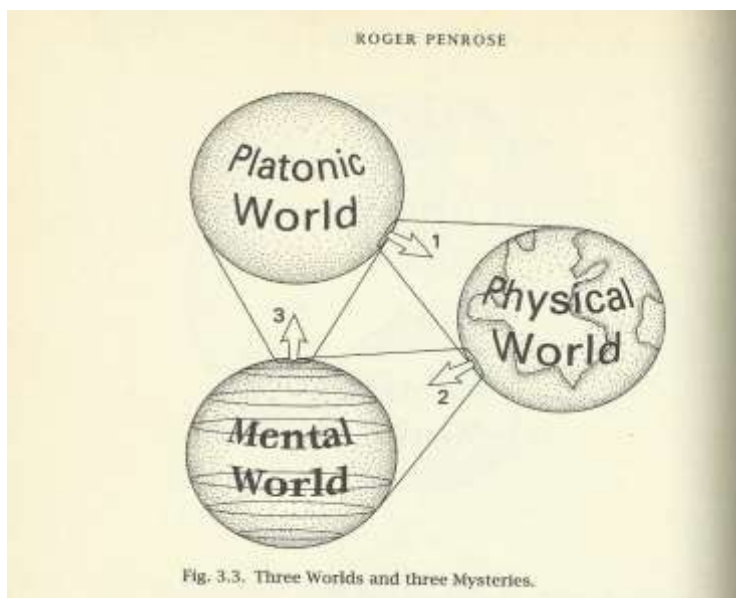 ROGER PENROSE
Platonic
World
1
Physical
World
3
2
Mental
World
Fig. 3.3. Three Worlds and three Mysteries.